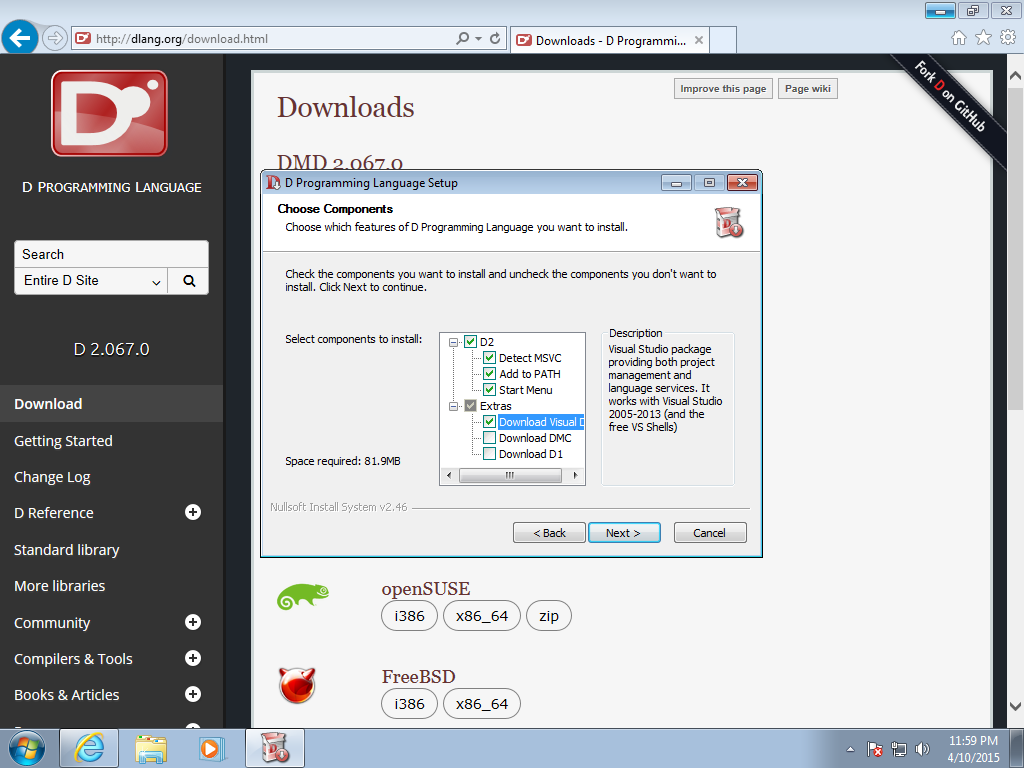 http://dlang.org/download.html
Downloads - D Programmi...
D PROGRAMMING LANGUAGE
Search
Entire D Site
D 2.067.0
Download
Getting Started
Change Log
D Reference
Standard library
More libraries
Community
Compilers & Tools
Books & Articles
Improve this page
Page wiki
Fork D on GitHub
Downloads
DMD 2.067.0
D Programming Language Setup
Choose Components
Choose which features of D Programming Language you want to install.
Check the components you want to install and uncheck the components you don't want to
install. Click Next to continue.
Select components to install:
D2
Detect MSVC
Add to PATH
Start Menu
Extras
Download Visual D
Download DMC
Download D1
Space required: 81.9MB
Description
Visual Studio package
providing both project
management and
language services. It
works with Visual Studio
2005-2013 (and the
free VS Shells)
Nullsoft Install System v2.46
< Back
Next >
Cancel
openSUSE
i386
x86_64
zip
FreeBSD
i386
x86_64
11:59 PM
4/10/2015